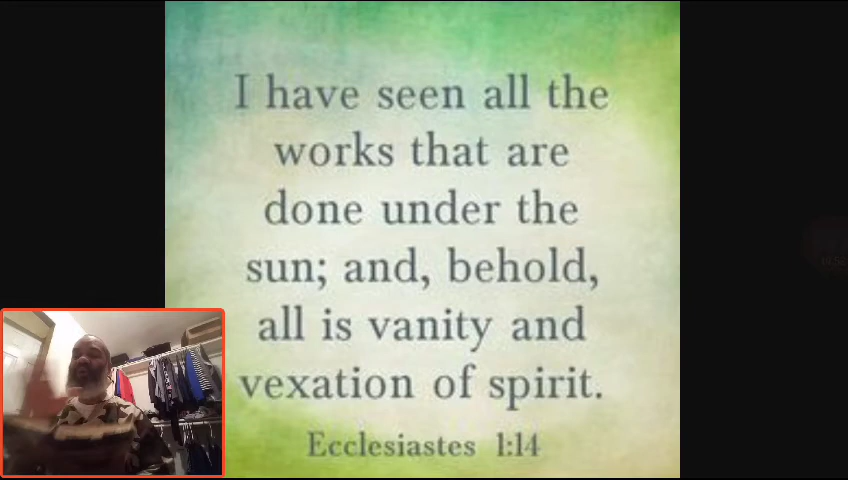 I have seen all the
works that are
done under the
sun; and, behold,
all is vanity and
vexation of spirit.
Ecclesiastes 1:14